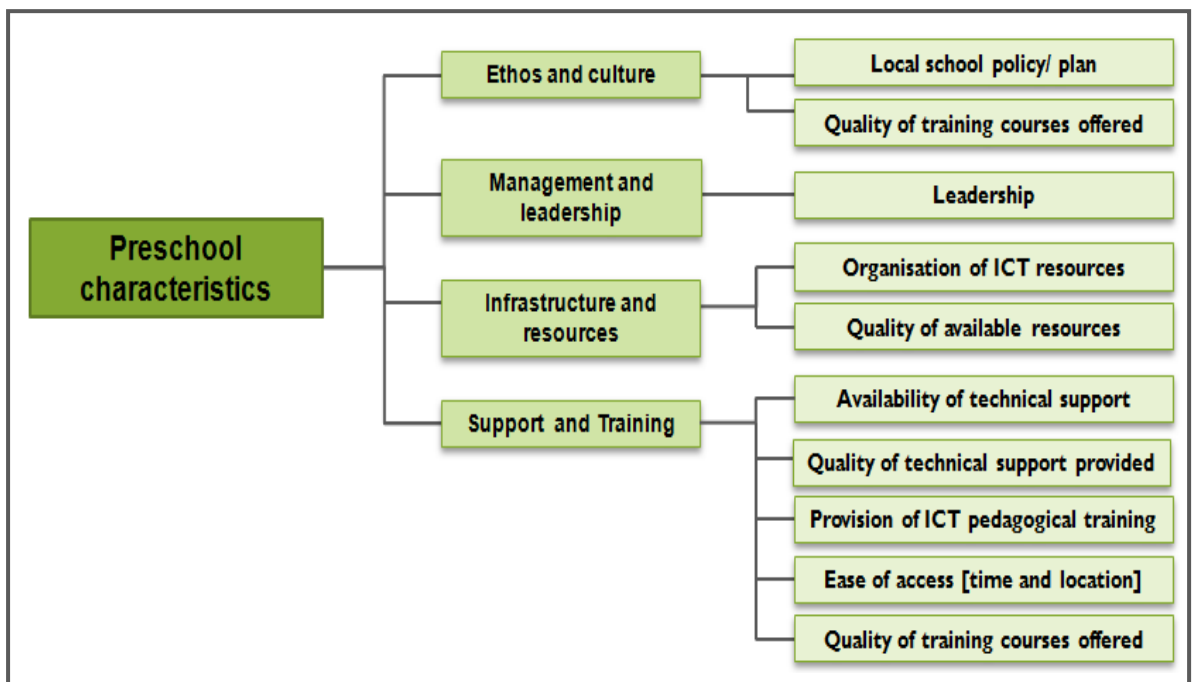 Preschool
characteristics
Ethos and culture
Local school policy/ plan
Quality of training courses offered
Management and
leadership
Leadership
Infrastructure and
resources
Organisation of ICT resources
Quality of available resources
Support and Training
Availability of technical support
Quality of technical support provided
Provision of ICT pedagogical training
Ease of access [time and location]
Quality of training courses offered